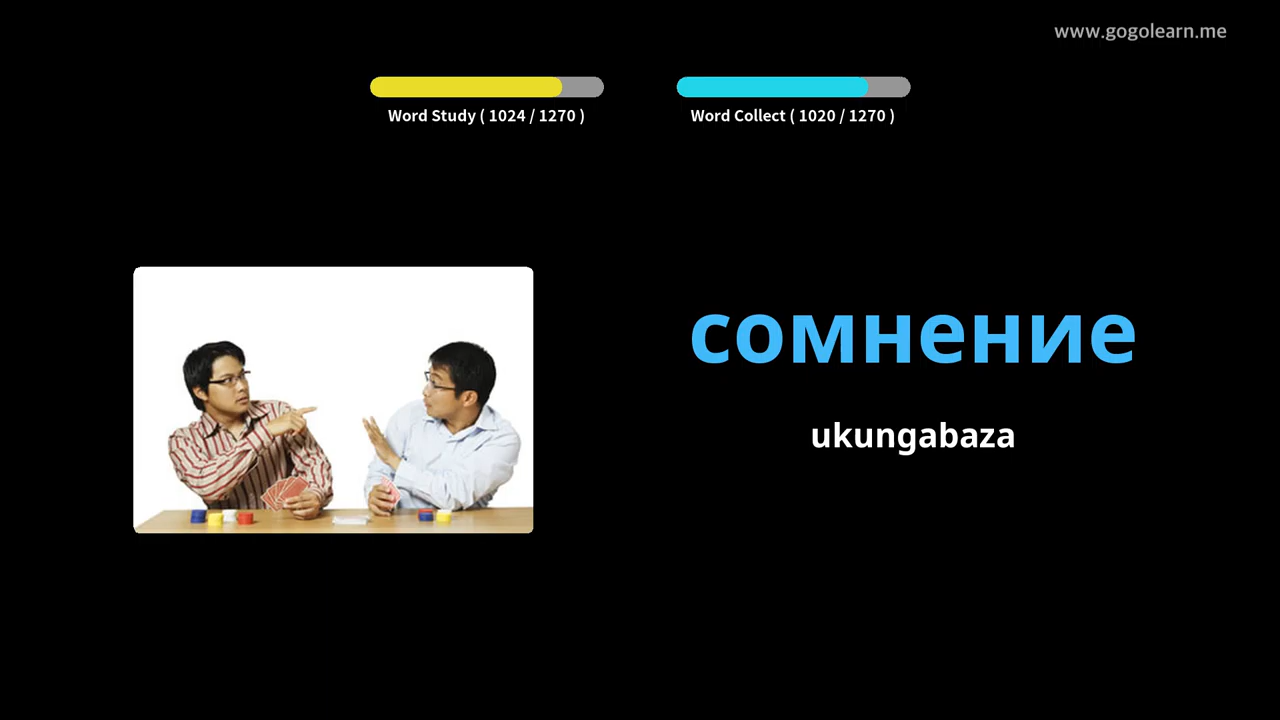 www.gogolearn.me
Word Study ( 1024 / 1270 )
Word Collect ( 1020 / 1270 )
сомнение
ukungabaza